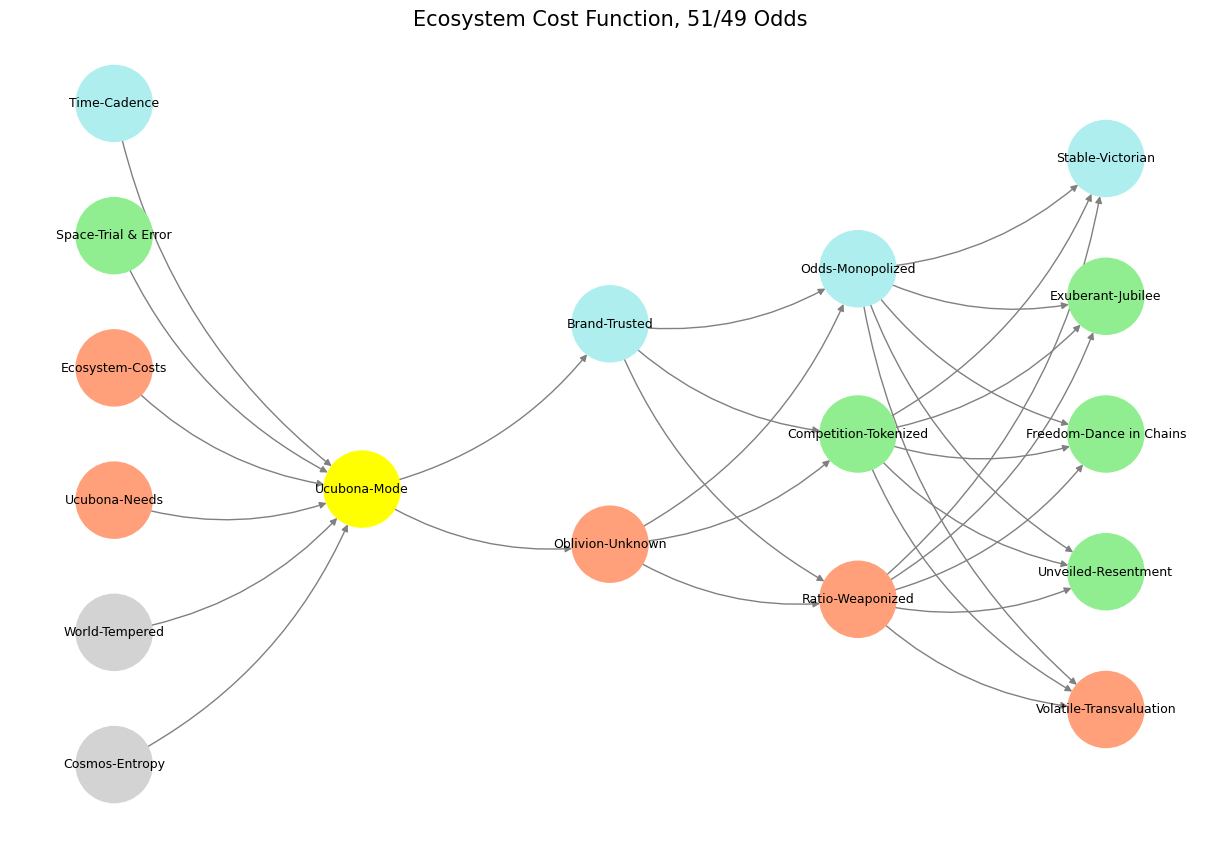 Ecosystem Cost Function, 51/49 Odds
Time-Cadence
Space-Trial & Error
Ecosystem-Costs
Ucubona-Needs
World-Tempered
Cosmos-Entropy
Ucubona-Mode
Brand-Trusted
Oblivion-Unknown
Odds-Monopolized
Competition-Tokenized
Ratio-Weaponized
Stable-Victorian
Exuberant-Jubilee
Freedom-Dance in Chains
Unveiled-Resentment
Volatile-Transvaluation